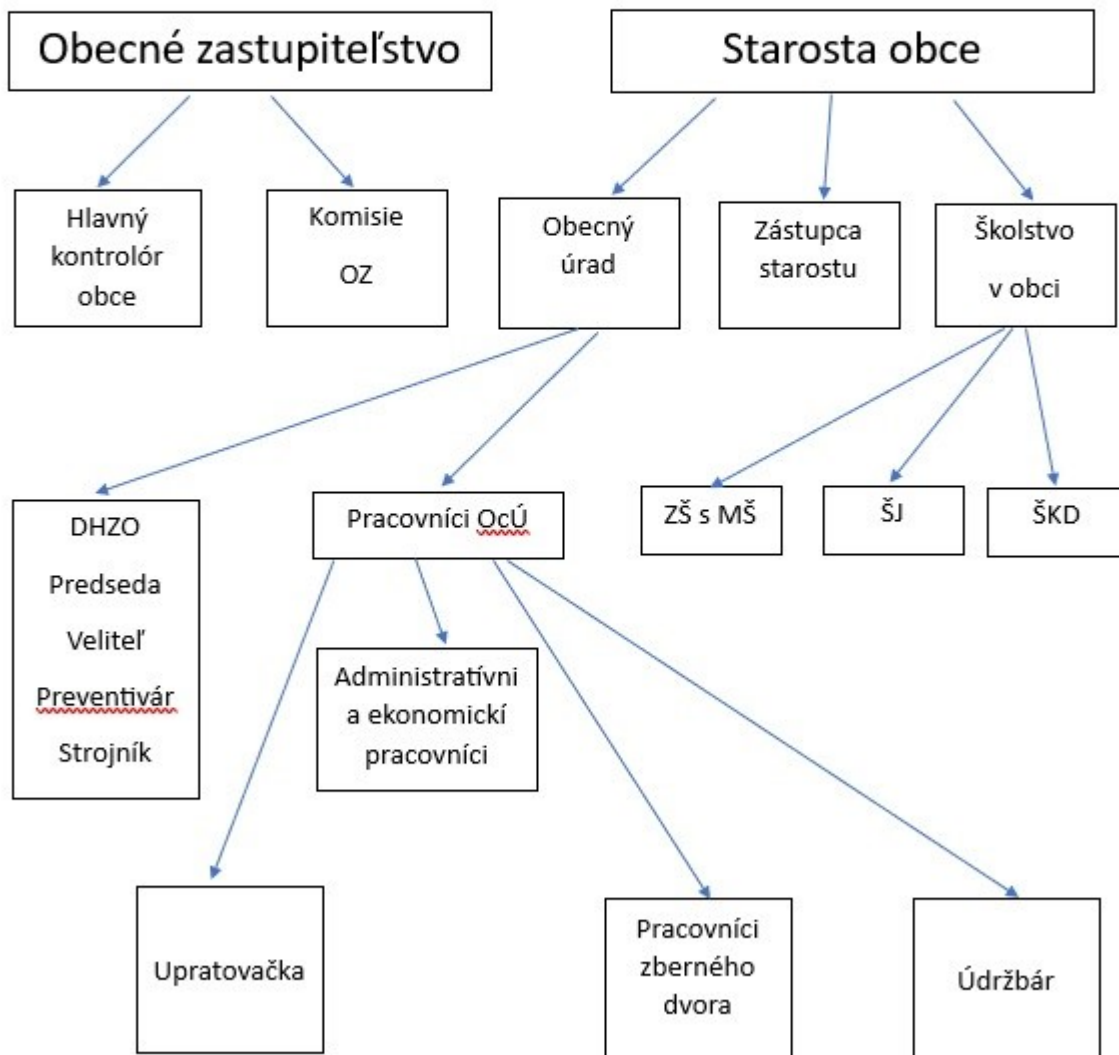 Obecné zastupiteľstvo
Starosta obce
Hlavný
kontrolór
obce
Komisie
OZ
Obecný
úrad
Zástupca
starostu
Školstvo
v obci
DHZO
Predseda
Veliteľ
Preventivár
Strojník
Pracovníci OcÚ
ZŠ s MŠ
ŠJ
ŠKD
Administratívni
a ekonomickí
pracovníci
Upratovačka
Pracovníci
zberného
dvora
Údržbár